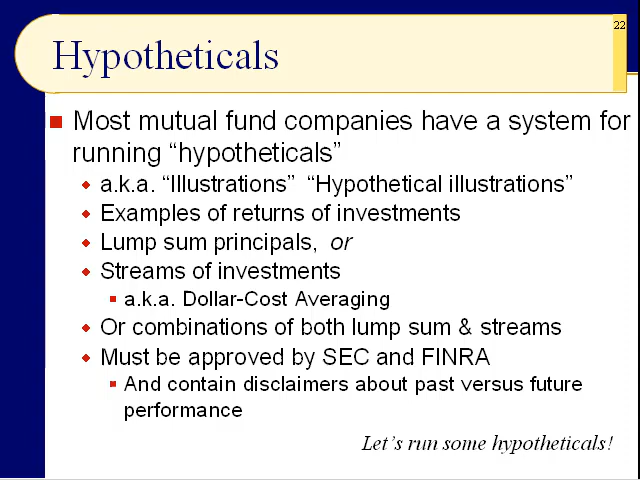 22
Hypotheticals
Most mutual fund companies have a system for
running “hypotheticals”
a.k.a. “Illustrations” “Hypothetical illustrations”
Examples of returns of investments
Lump sum principals, or
Streams of investments
a.k.a. Dollar-Cost Averaging
Or combinations of both lump sum & streams
Must be approved by SEC and FINRA
And contain disclaimers about past versus future
performance
Let’s run some hypotheticals!